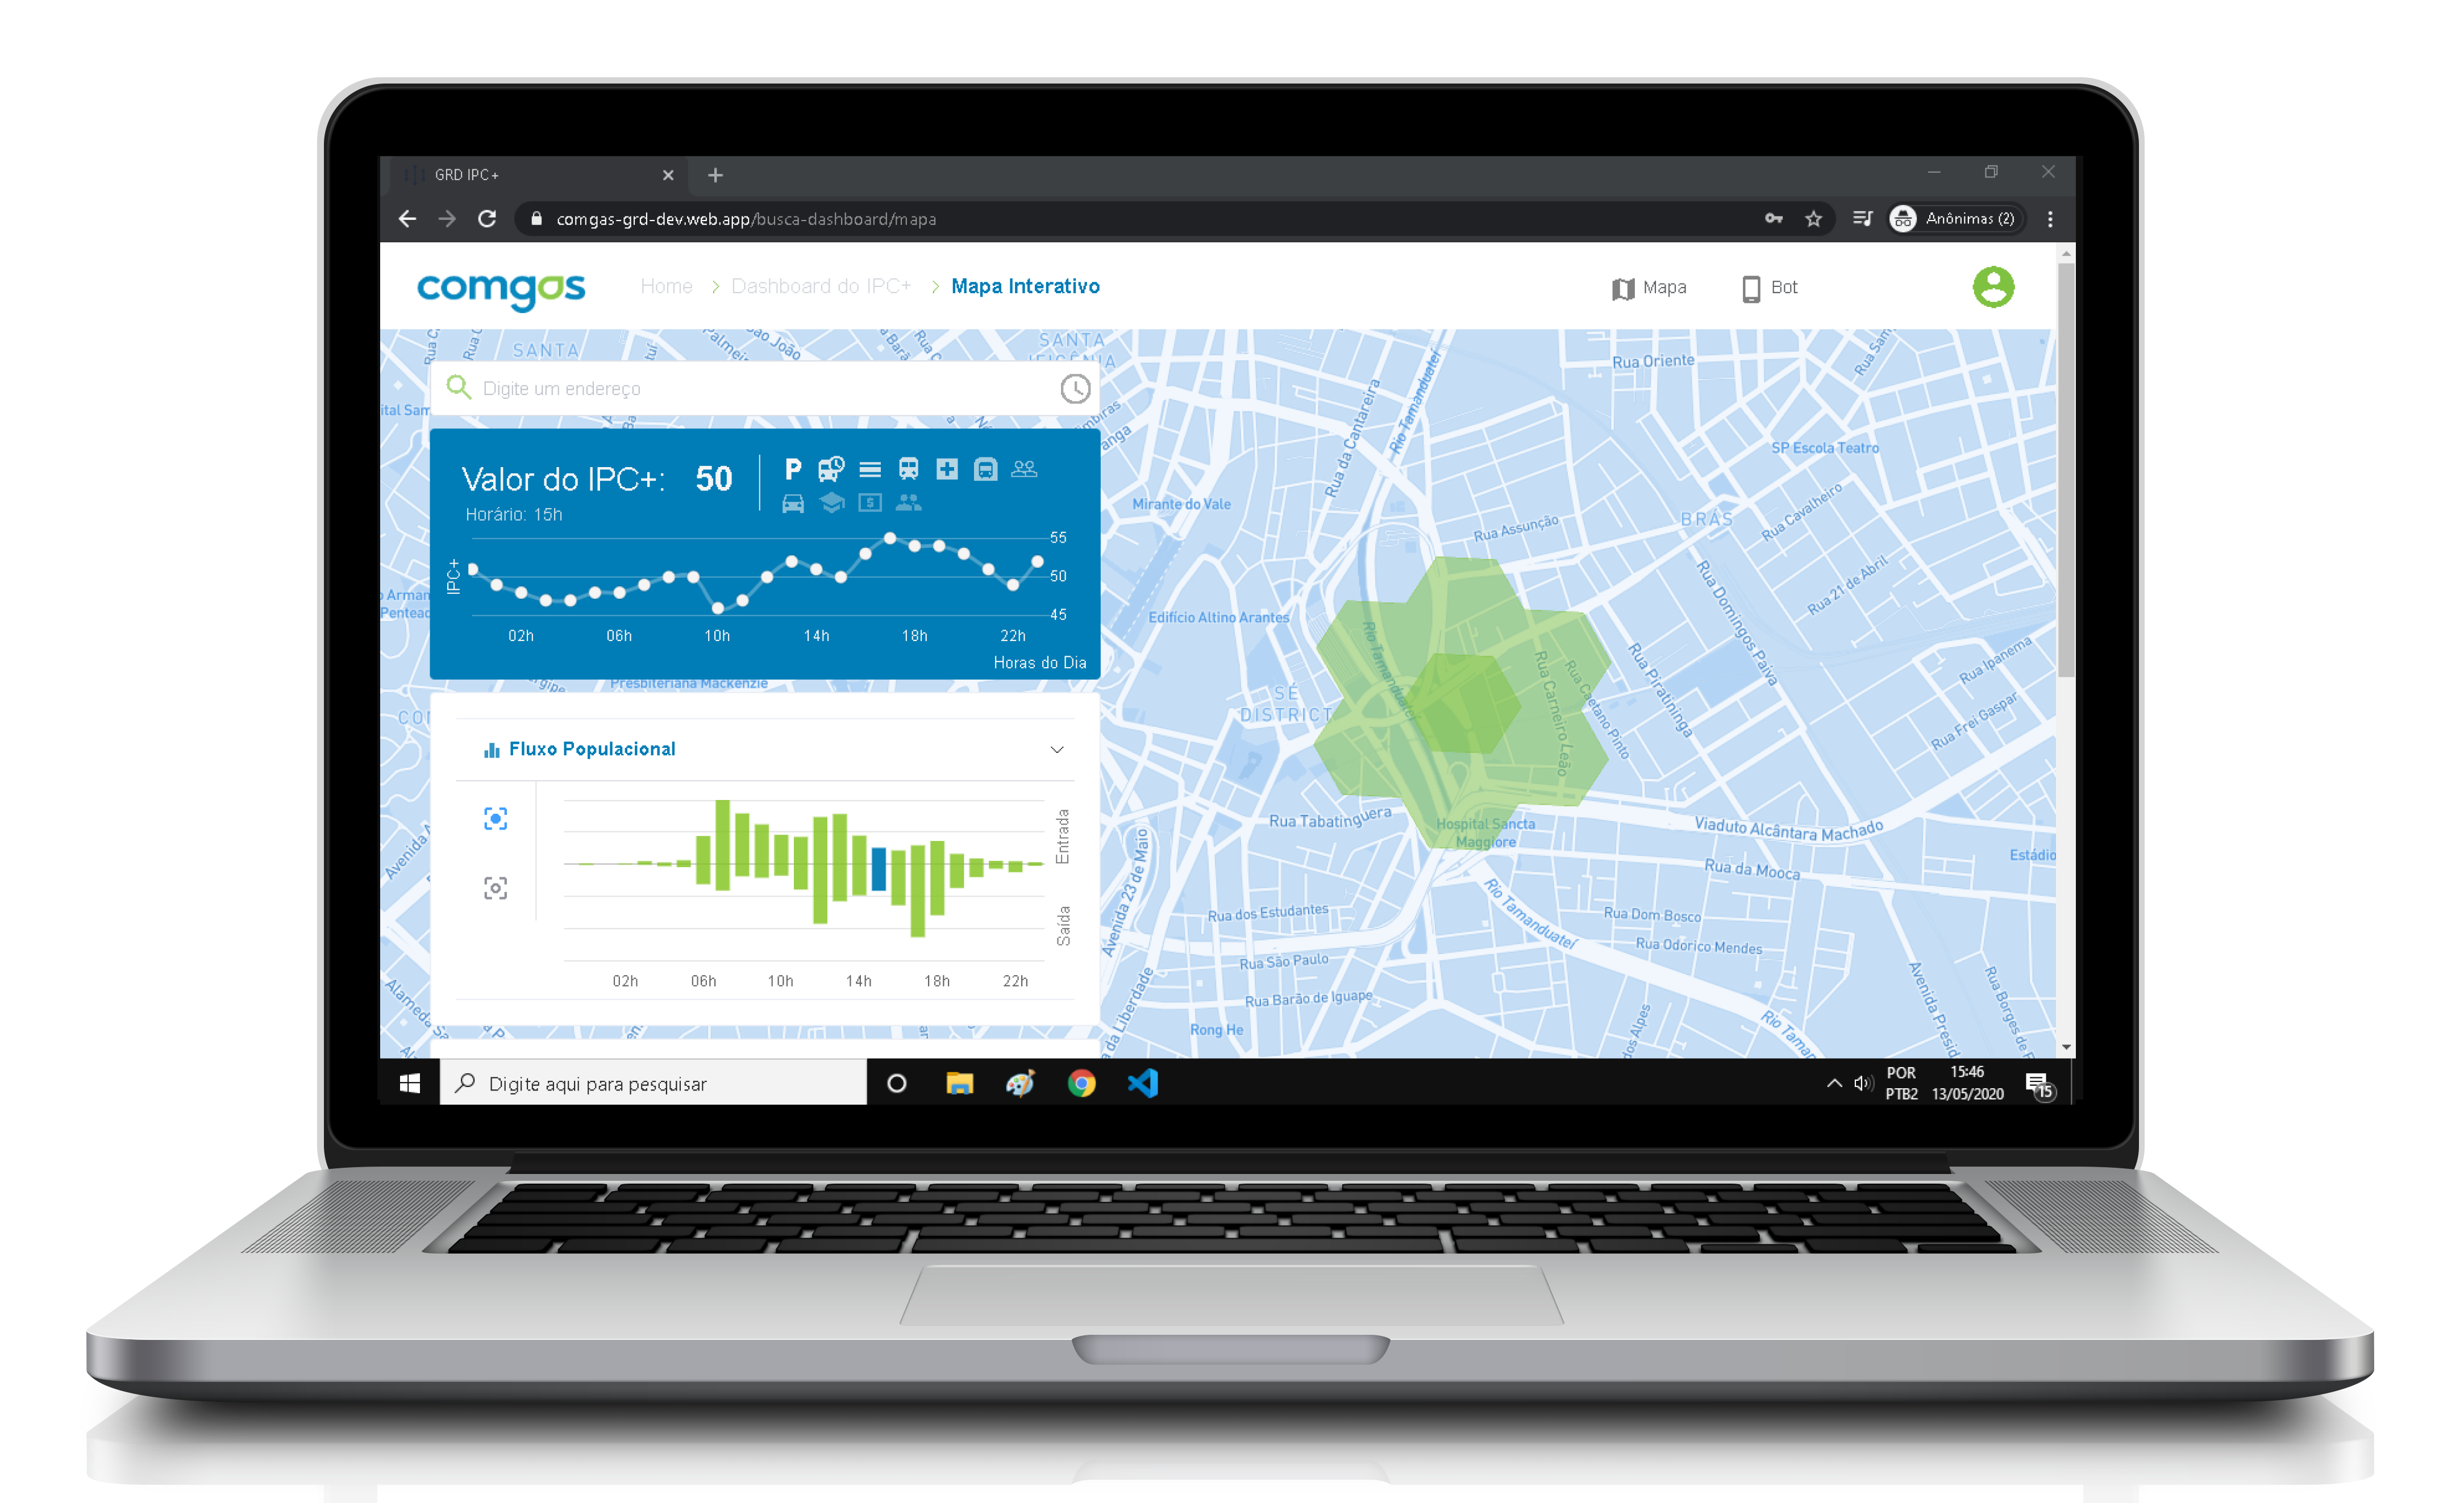 GRD IPC+
comgas-grd-dev.web.app/busca-dashboard/mapa
Anônimas (2)
comgas
Home > Dashboard do IPC+ > Mapa Interativo
Mapa
Bot
Digite um endereço
Valor do IPC+: 50
Horário: 15h
P
IPC+
55
50
45
02h 06h 10h 14h 18h 22h
Horas do Dia
Fluxo Populacional
Entrada
Saída
02h 06h 10h 14h 18h 22h
SANTA
SANTA
Presbiteriana Mackenzie
Rua da Cantareira
Rio Tamanduateí
Rua Oriente
SP Escola Teatro
Mirante do Vale
Rua Assunção
BRÁS
Rua Cavalheiro
Rua 21 de Abril
Rua Domingos Paiva
Edifício Altino Arantes
Rio Tamanduateí
Rua Carneiro Leão
Rua Caetano Pinto
Rua Piratininga
Rua Ipanema
Rua Frei Gaspar
SÉ
DISTRICT
Rua Tabatinguera
Hospital Sancta
Maggiore
Viaduto Alcântara Machado
Estádio
Rua da Mooca
Avenida 23 de Maio
Rua dos Estudantes
Rio Tamanduateí
Rua Dom Bosco
Rua Odorico Mendes
Rua São Paulo
Rua Barão de Iguape
Rong He
Digite aqui para pesquisar
POR
PTB2
15:46
13/05/2020
15